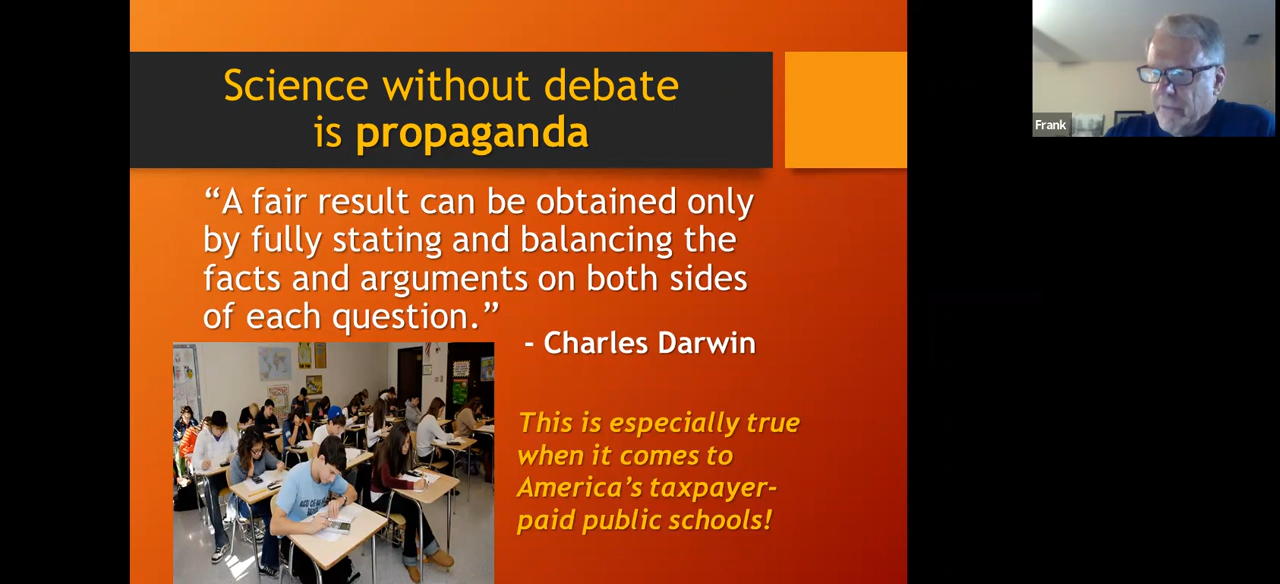 Science without debate
is propaganda
“A fair result can be obtained only
by fully stating and balancing the
facts and arguments on both sides
of each question.”
- Charles Darwin
This is especially true
when it comes to
America’s taxpayer-
paid public schools!
Frank